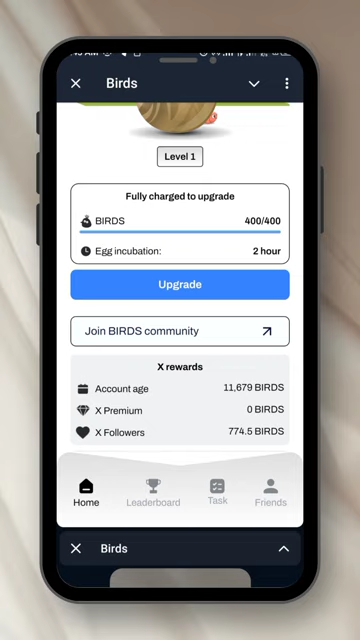 Birds
Level 1
Fully charged to upgrade
BIRDS 400/400
Egg incubation: 2 hour
Upgrade
Join BIRDS community
X rewards
Account age 11,679 BIRDS
X Premium 0 BIRDS
X Followers 774.5 BIRDS
Home Leaderboard Task Friends
Birds